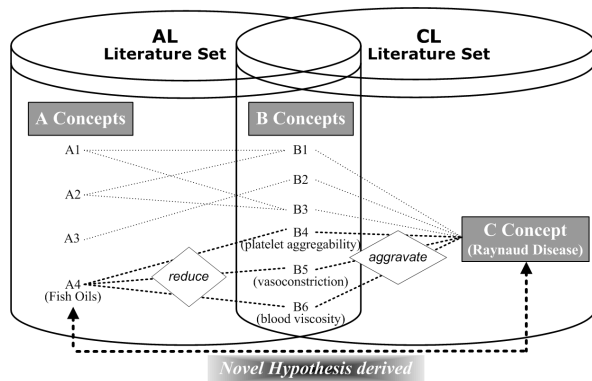 AL
Literature Set
CL
Literature Set
A Concepts
B Concepts
A1
B1
B2
A2
B3
A3
B4
(platelet aggregability)
C Concept
(Raynaud Disease)
reduce
aggravate
A4
(Fish Oils)
B5
(vasoconstriction)
B6
(blood viscosity)
Novel Hypothesis derived